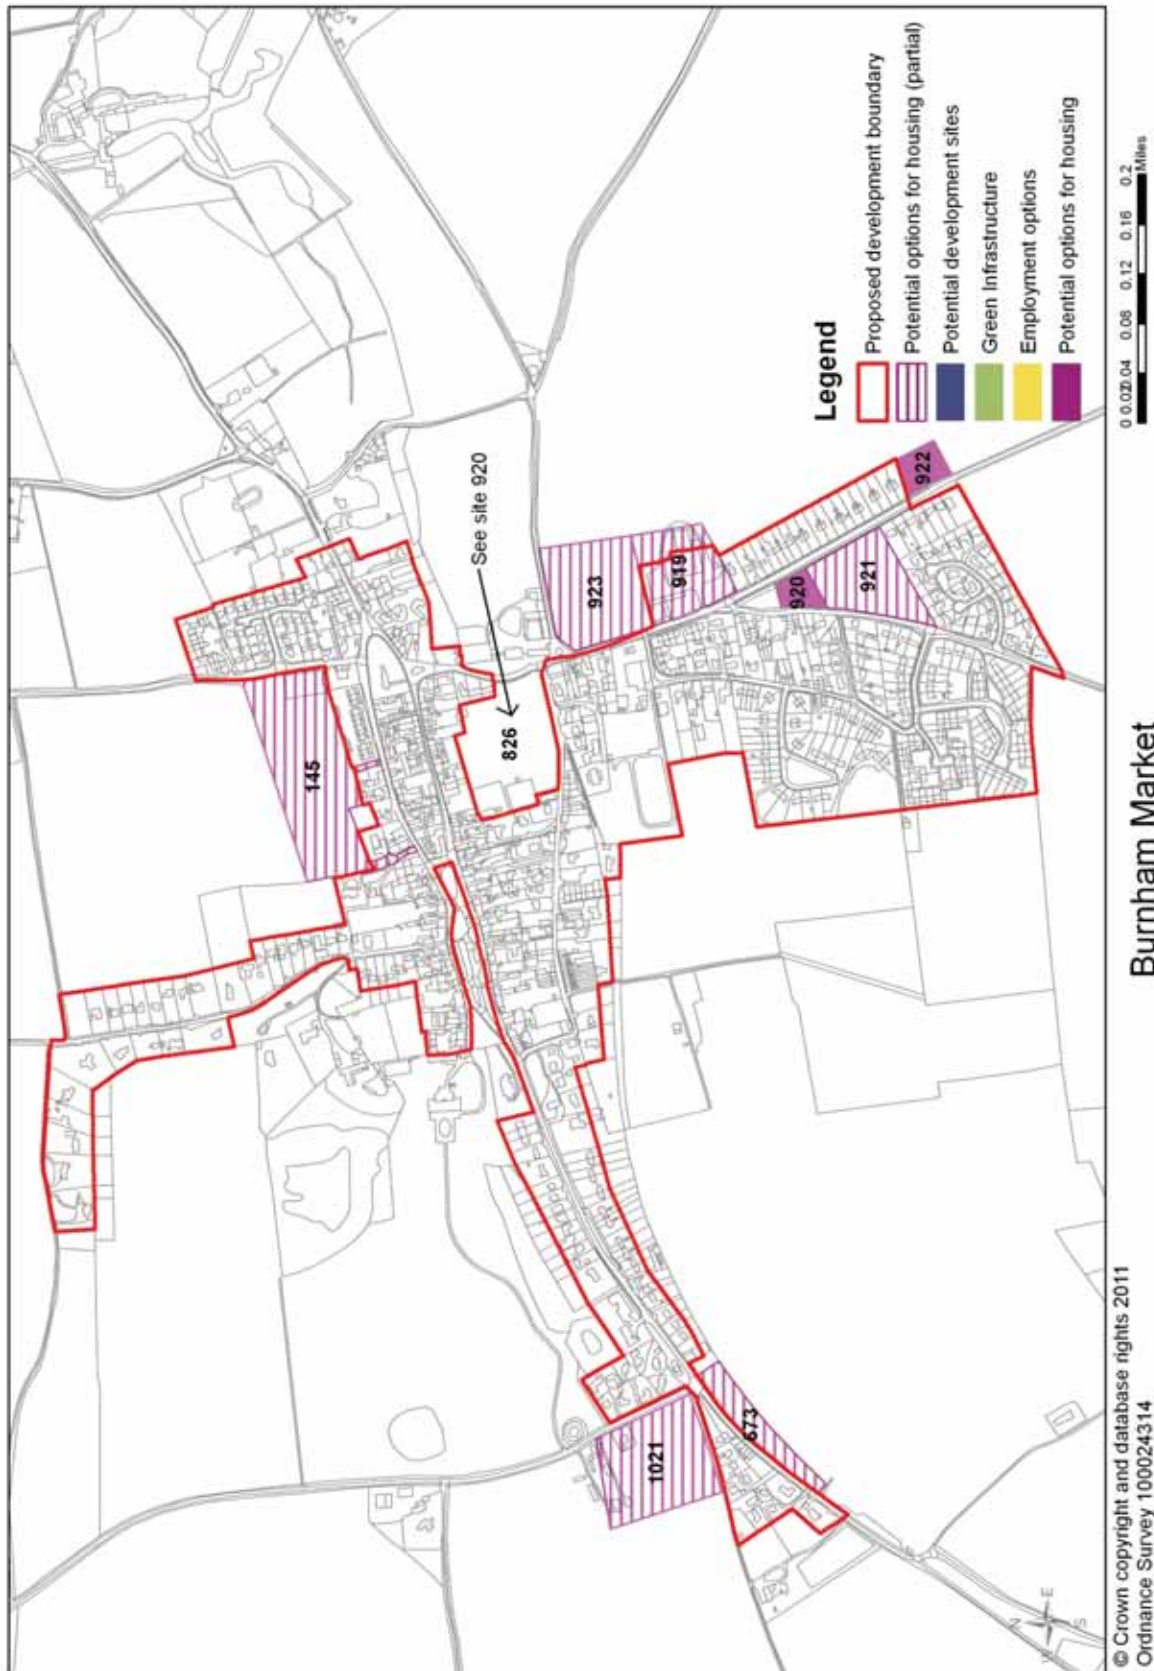 145
See site 920
826
923
919
920
921
922
1021
673
Legend
Proposed development boundary
Potential options for housing (partial)
Potential development sites
Green Infrastructure
Employment options
Potential options for housing
0 0.020.04 0.08 0.12 0.16 0.2
Miles
N
W E
S
Burnham Market
© Crown copyright and database rights 2011
Ordnance Survey 100024314